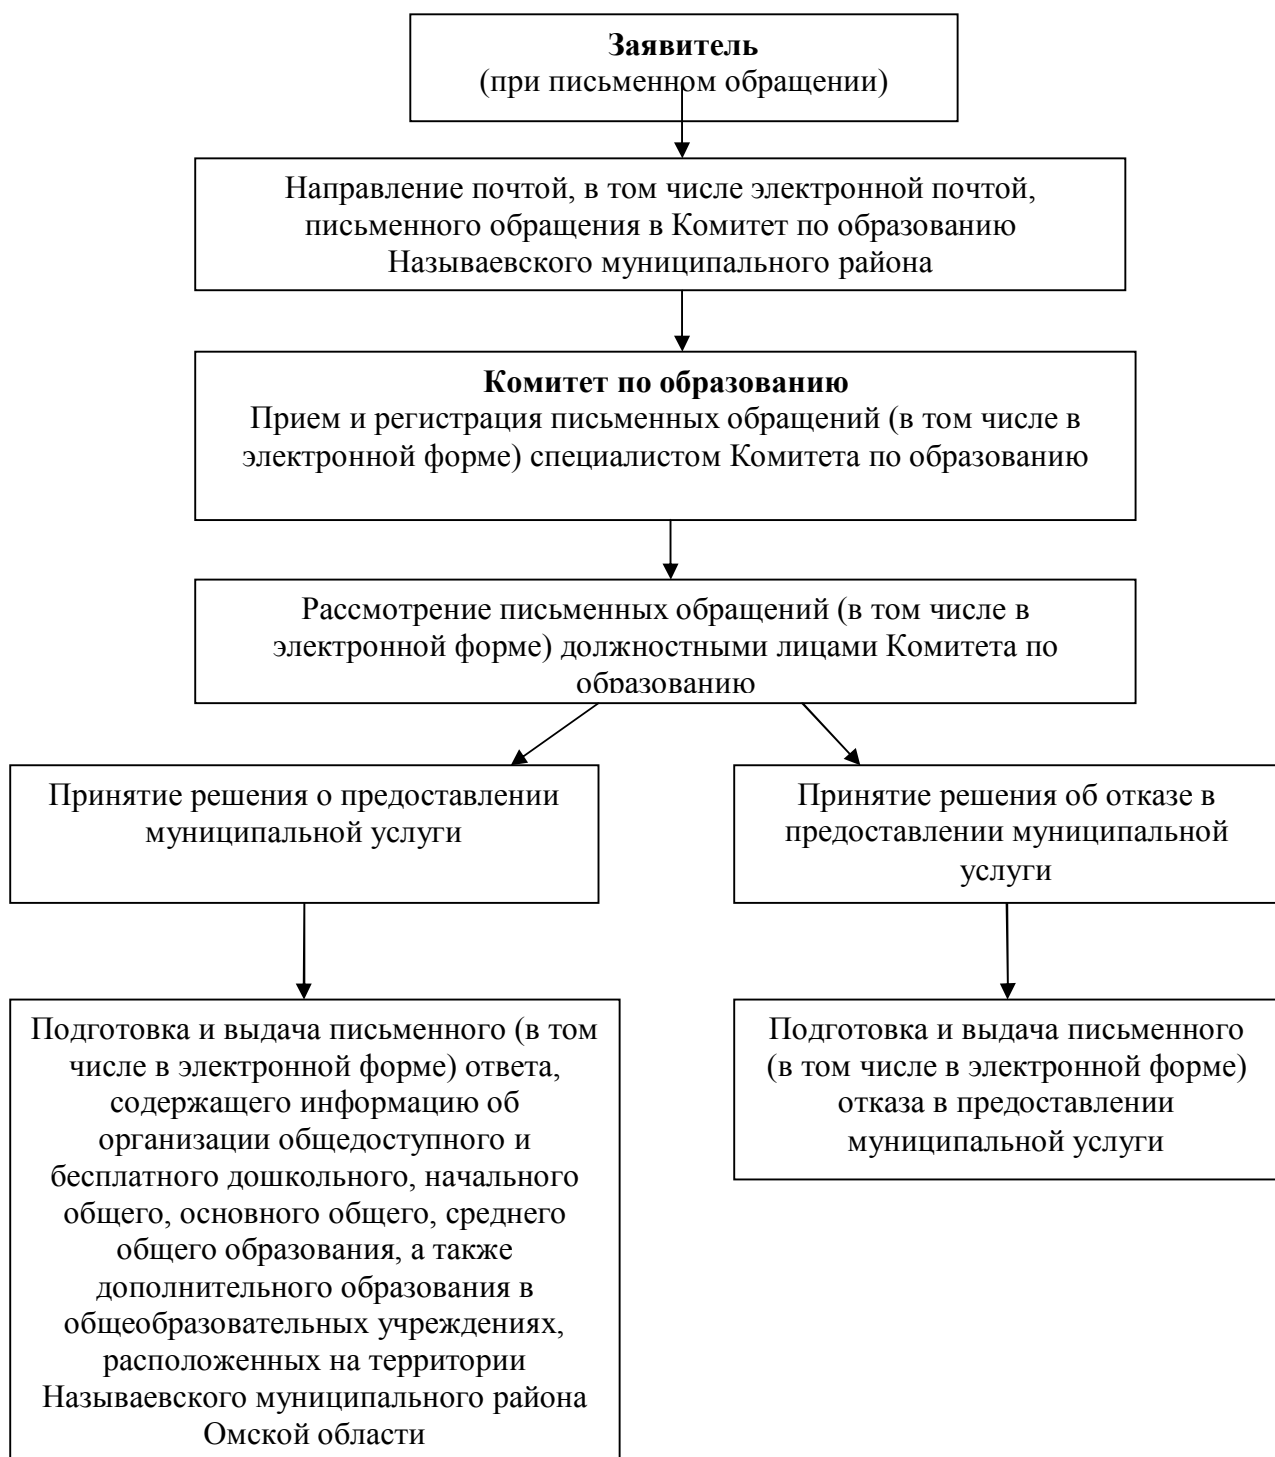 Заявитель
(при письменном обращении)
Направление почтой, в том числе электронной почтой,
письменного обращения в Комитет по образованию
Называевского муниципального района
Комитет по образованию
Прием и регистрация письменных обращений (в том числе в
электронной форме) специалистом Комитета по образованию
Рассмотрение письменных обращений (в том числе в
электронной форме) должностными лицами Комитета по
образованию
Принятие решения о предоставлении
муниципальной услуги
Принятие решения об отказе в
предоставлении муниципальной
услуги
Подготовка и выдача письменного (в том
числе в электронной форме) ответа,
содержащего информацию об
организации общедоступного и
бесплатного дошкольного, начального
общего, основного общего, среднего
общего образования, а также
дополнительного образования в
общеобразовательных учреждениях,
расположенных на территории
Называевского муниципального района
Омской области
Подготовка и выдача письменного
(в том числе в электронной форме)
отказа в предоставлении
муниципальной услуги